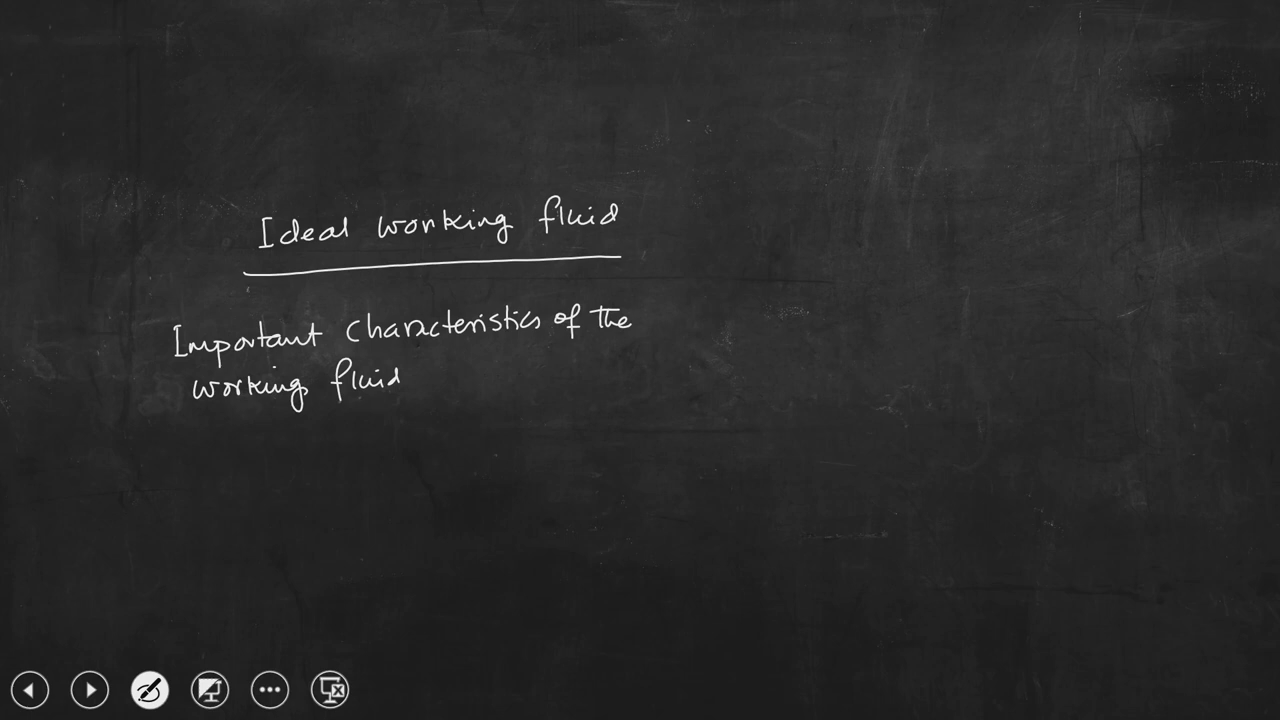 Ideal working fluid
Important characteristics of the
working fluid